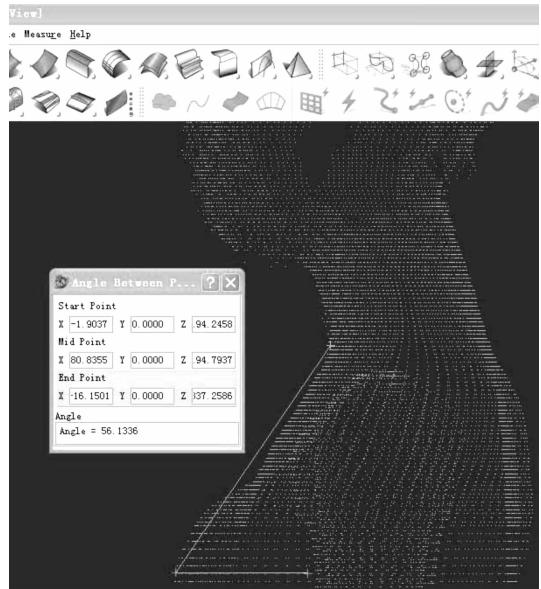 View]
e Measure Help
Angle Between P...
Start Point
X -1.9037 Y 0.0000 Z 94.2458
Mid Point
X 80.8355 Y 0.0000 Z 94.7937
End Point
X -16.1501 Y 0.0000 Z 37.2586
Angle
Angle = 56.1336